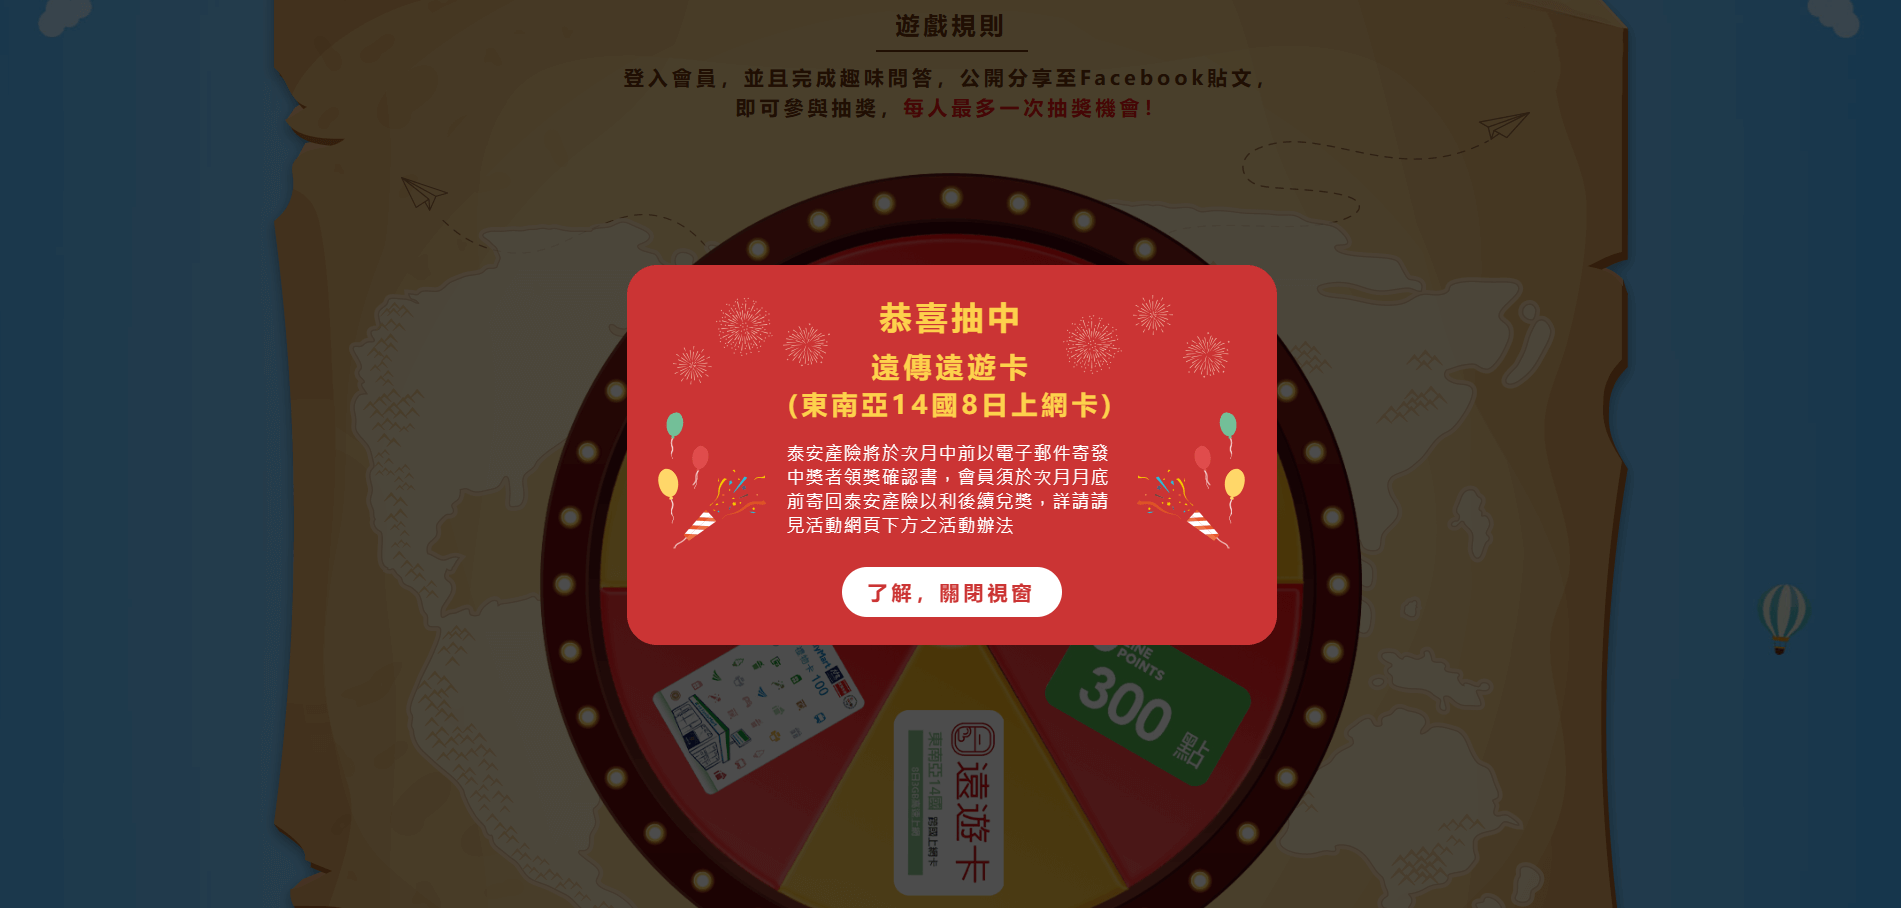 遊戲規則
登入會員，並且完成趣味問答，公開分享至Facebook貼文，
即可參與抽獎，每人最多一次抽獎機會！
恭喜抽中
遠傳遠遊卡
(東南亞14國8日上網卡)
泰安產險將於次月中前以電子郵件寄發
中獎者領獎確認書，會員須於次月月底
前寄回泰安產險以利後續兌獎，詳請請
見活動網頁下方之活動辦法
了解，關閉視窗
100
POINTS
300
點
遠遊卡
東南亞14國 跨國上網卡